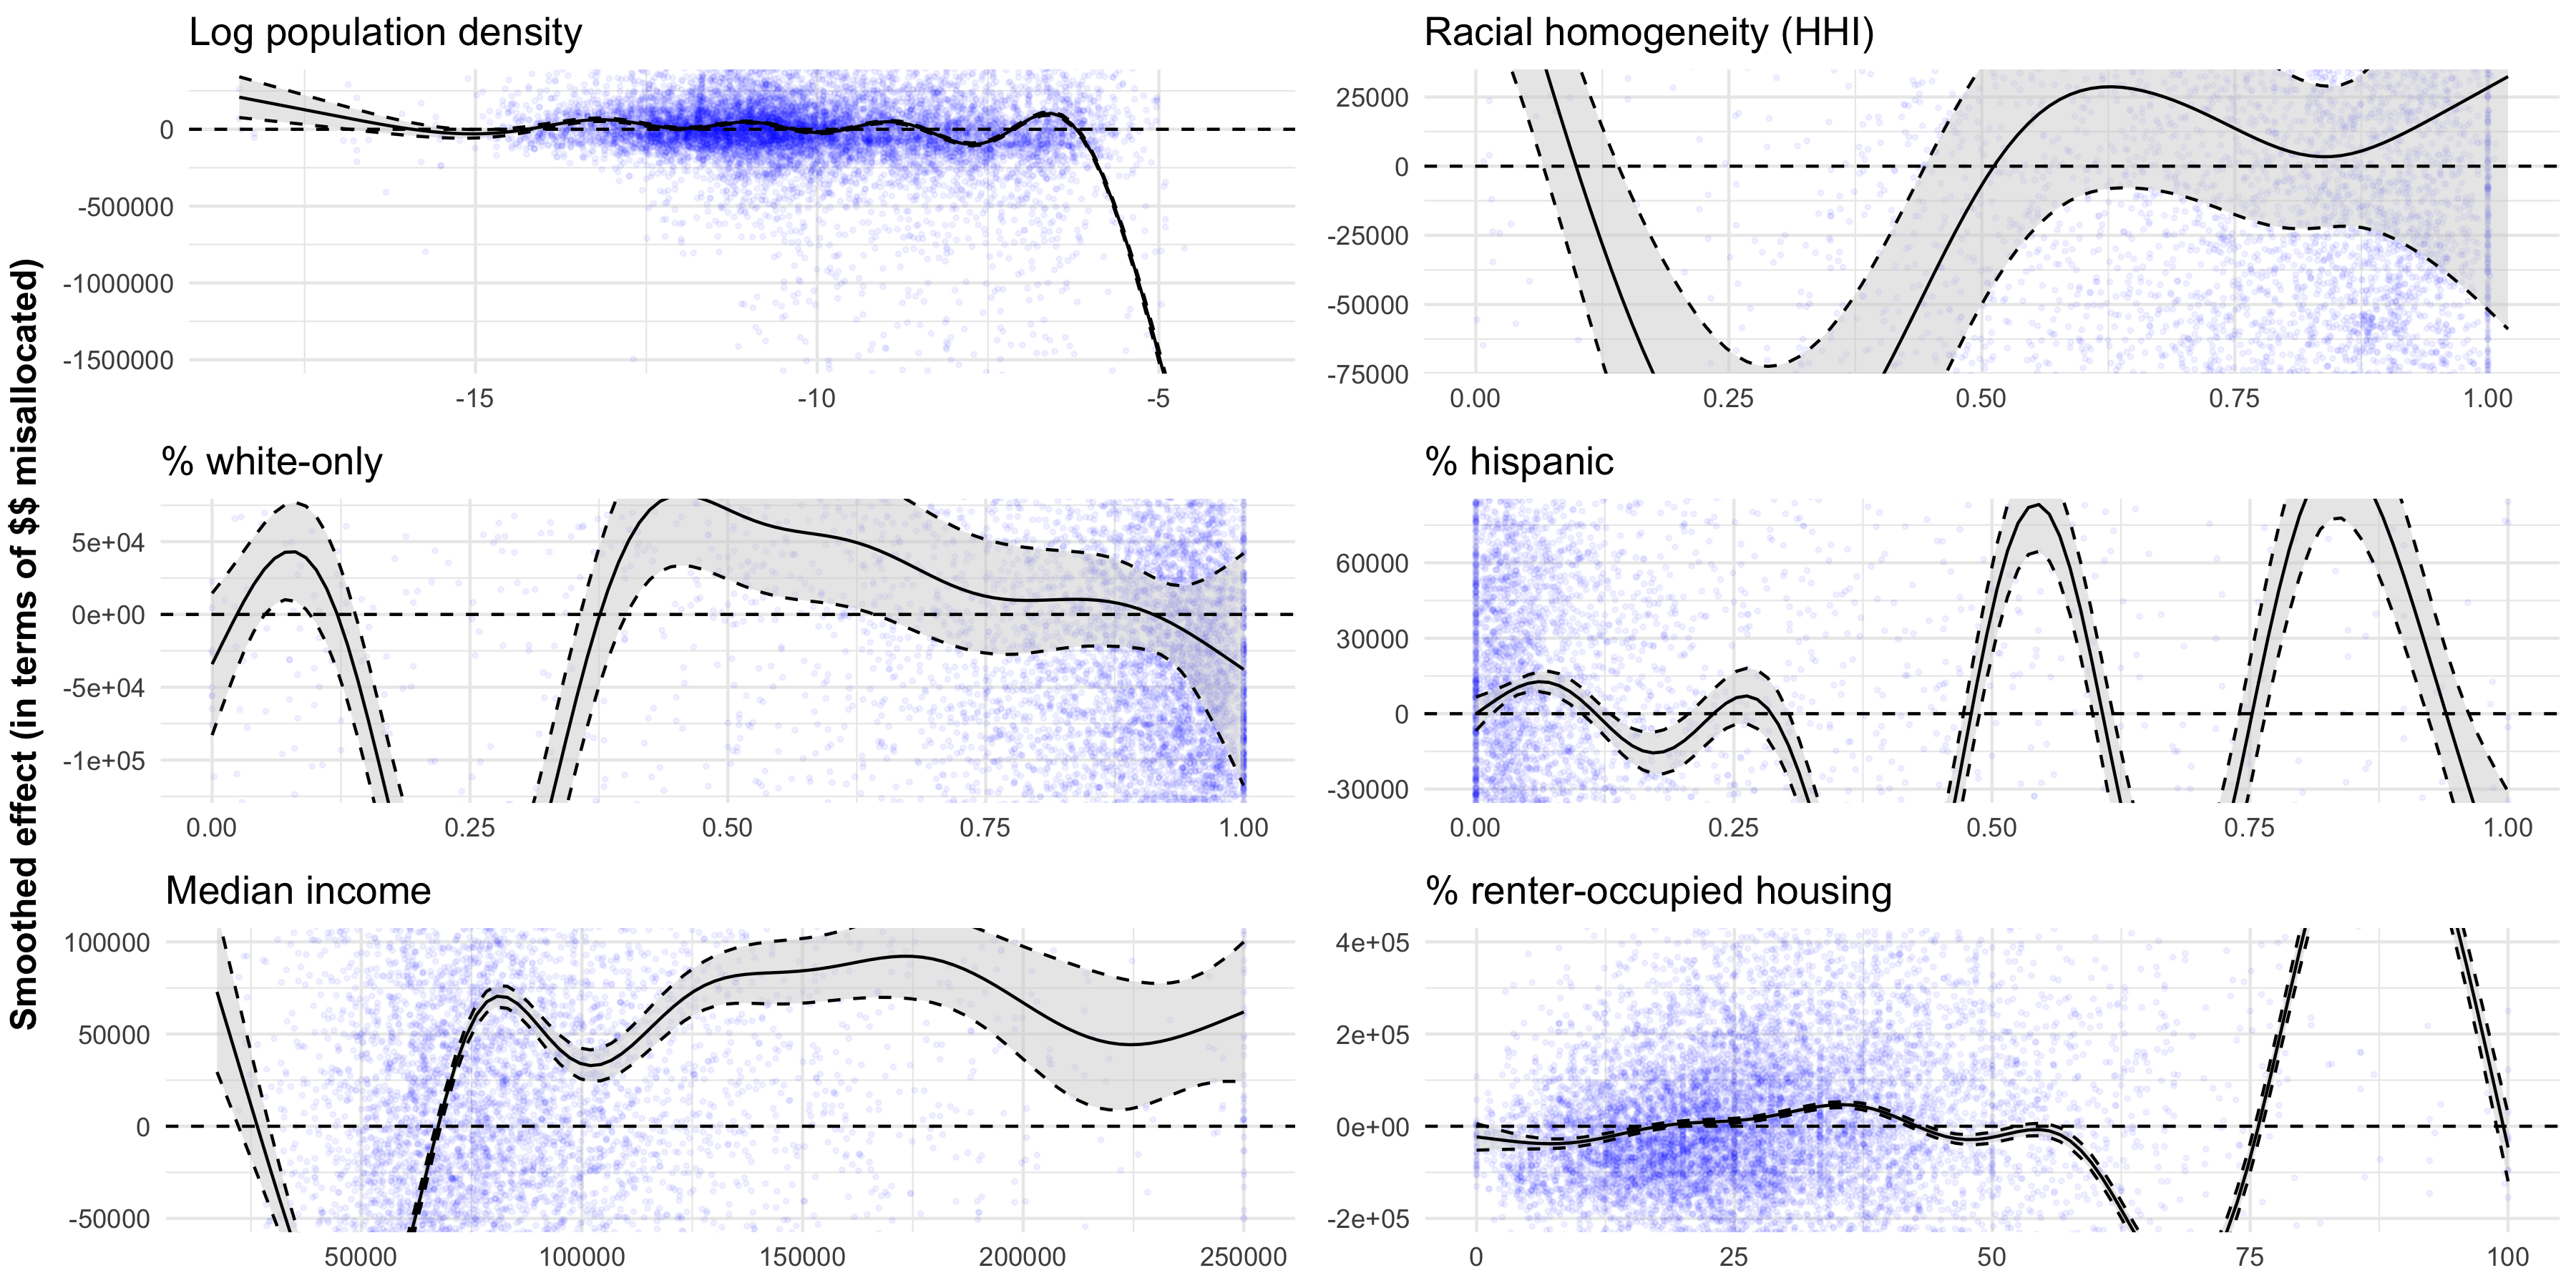 Smoothed effect (in terms of $$ misallocated)
Log population density
0
-500000
-1000000
-1500000
-15 -10 -5
Racial homogeneity (HHI)
25000
0
-25000
-50000
-75000
0.00 0.25 0.50 0.75 1.00
% white-only
5e+04
0e+00
-5e+04
-1e+05
0.00 0.25 0.50 0.75 1.00
% hispanic
60000
30000
0
-30000
0.00 0.25 0.50 0.75 1.00
Median income
100000
50000
0
-50000
50000 100000 150000 200000 250000
% renter-occupied housing
4e+05
2e+05
0e+00
-2e+05
0 25 50 75 100